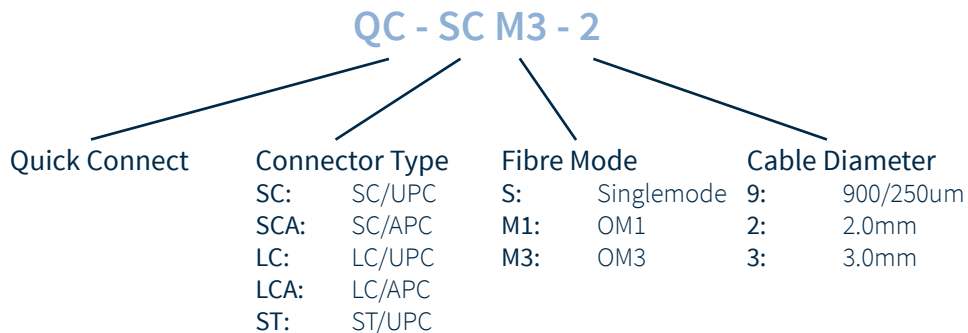 QC - SC M3 - 2
Quick Connect Connector Type Fibre Mode Cable Diameter
SC: SC/UPC S: Singlemode 9: 900/250um
SCA: SC/APC M1: OM1 2: 2.0mm
LC: LC/UPC M3: OM3 3: 3.0mm
LCA: LC/APC
ST: ST/UPC